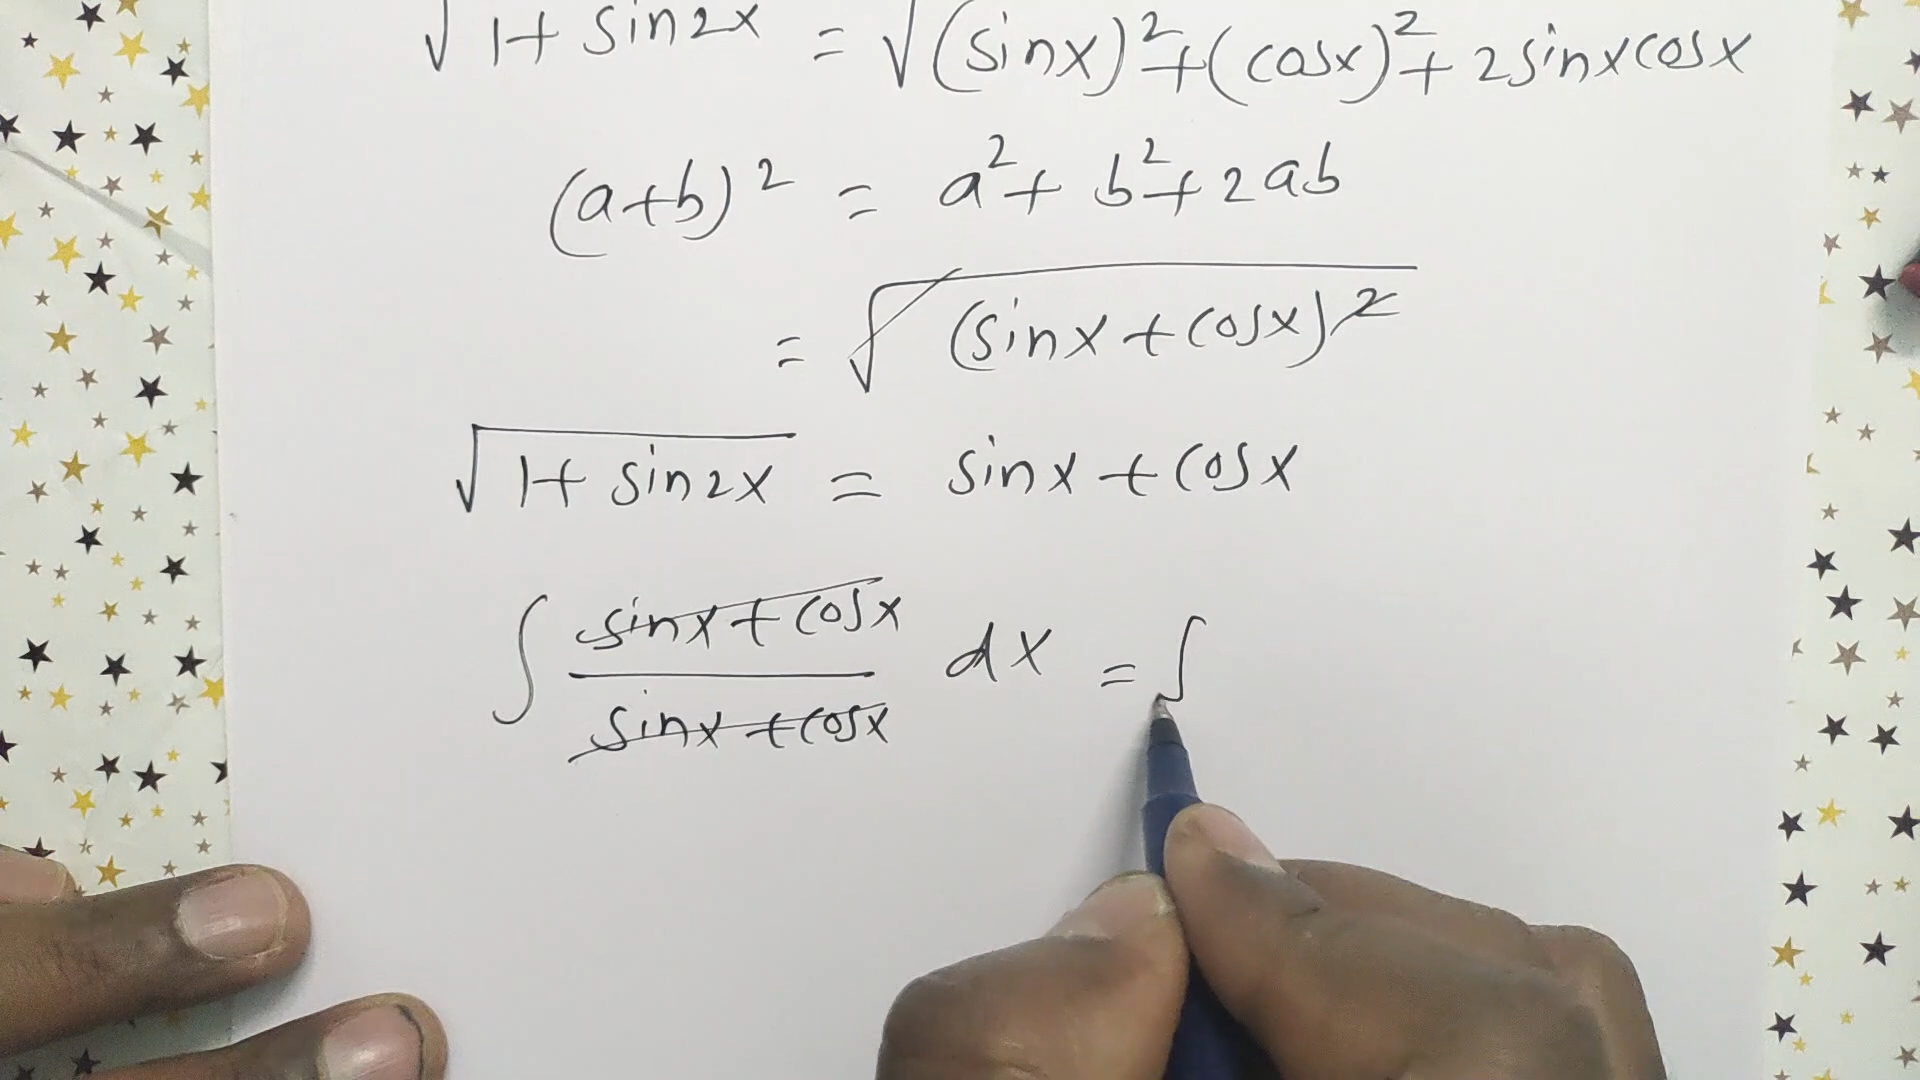 √1+ sin2x = √(sinx)²+(cosx)²+ 2sinxcosx
(a+b)² = a²+ b²+2ab
= √(sinx+cosx)²
√1+ sin2x = sinx+cosx
∫ sinx+cosx/sinx+cosx dx = ∫